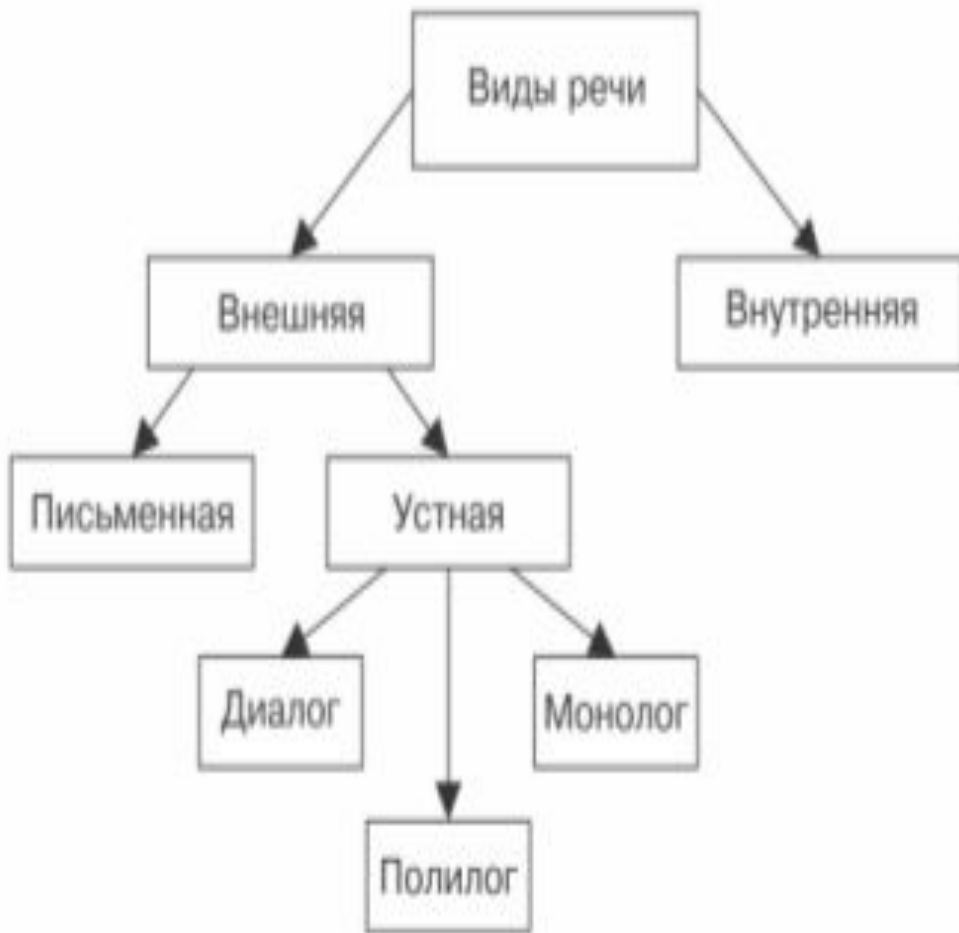 Виды речи
Внешняя
Внутренняя
Письменная
Устная
Диалог
Монолог
Полилог